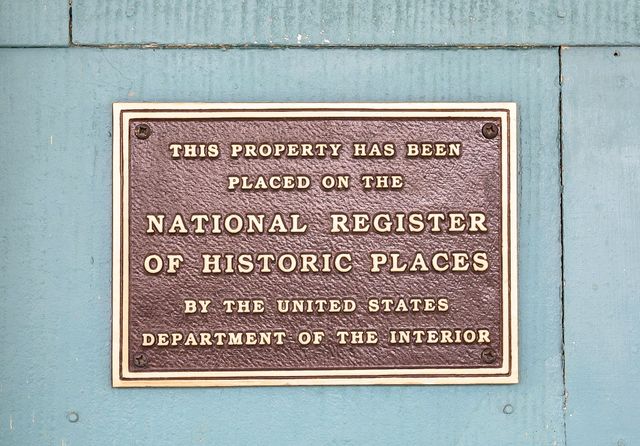 THIS PROPERTY HAS BEEN
PLACED ON THE
NATIONAL REGISTER
OF HISTORIC PLACES
BY THE UNITED STATES
DEPARTMENT OF THE INTERIOR